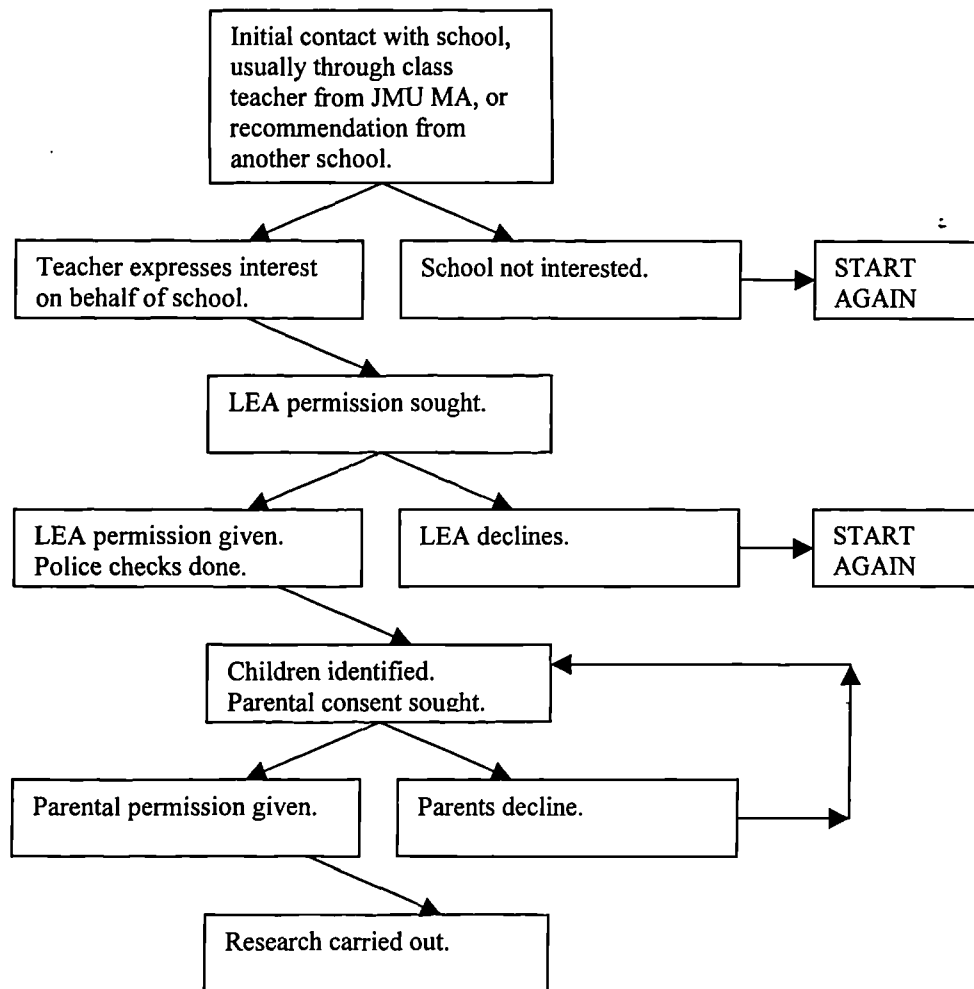 Initial contact with school,
usually through class
teacher from JMU MA, or
recommendation from
another school.
Teacher expresses interest
on behalf of school.
School not interested.
START
AGAIN
LEA permission sought.
LEA permission given.
Police checks done.
LEA declines.
START
AGAIN
Children identified.
Parental consent sought.
Parental permission given.
Parents decline.
Research carried out.